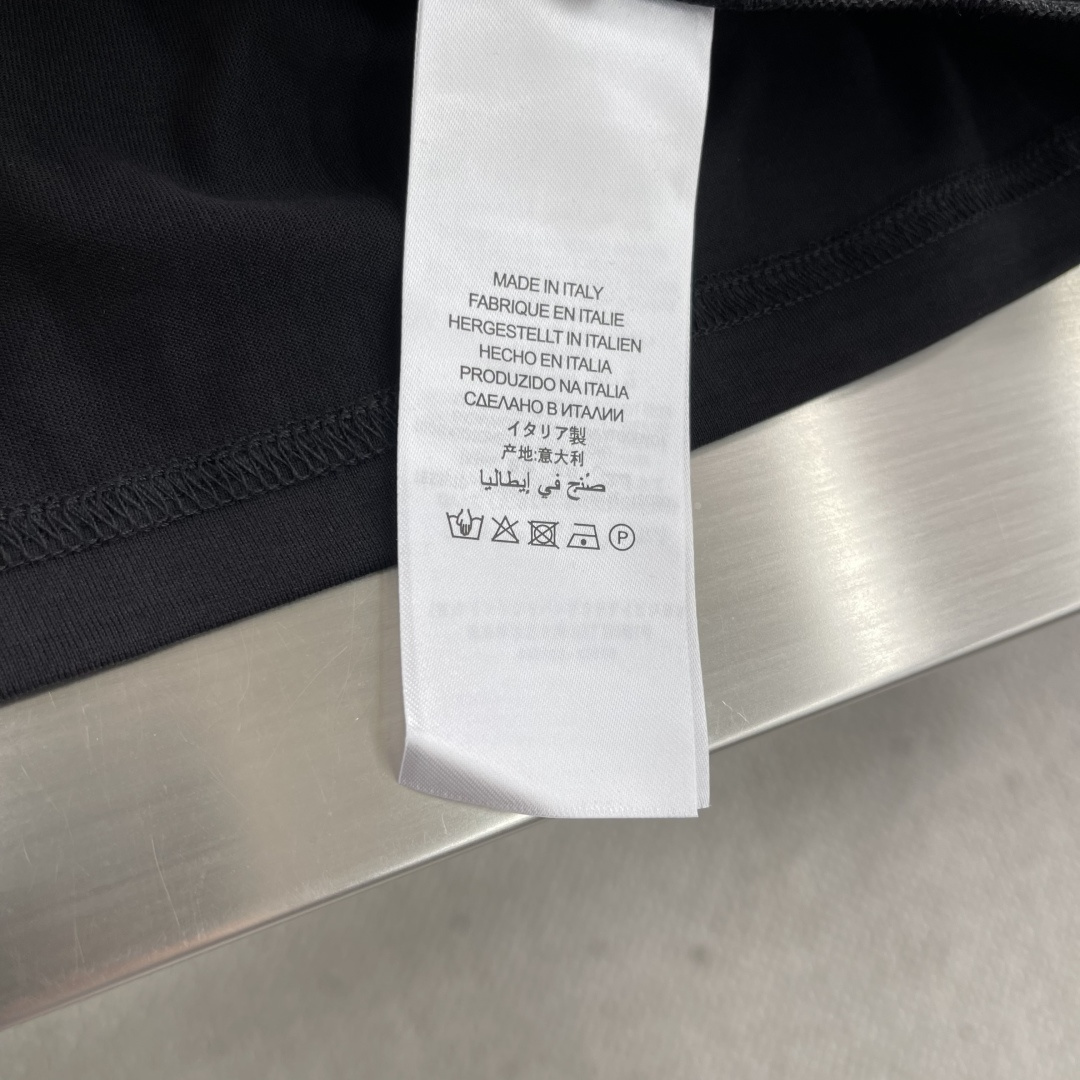 MADE IN ITALY
FABRIQUE EN ITALIE
HERGESTELLT IN ITALIEN
HECHO EN ITALIA
PRODUZIDO NA ITALIA
СДЕЛАНО В ИТАЛИИ
イタリア製
产地:意大利
صُنح في إيطاليا
P